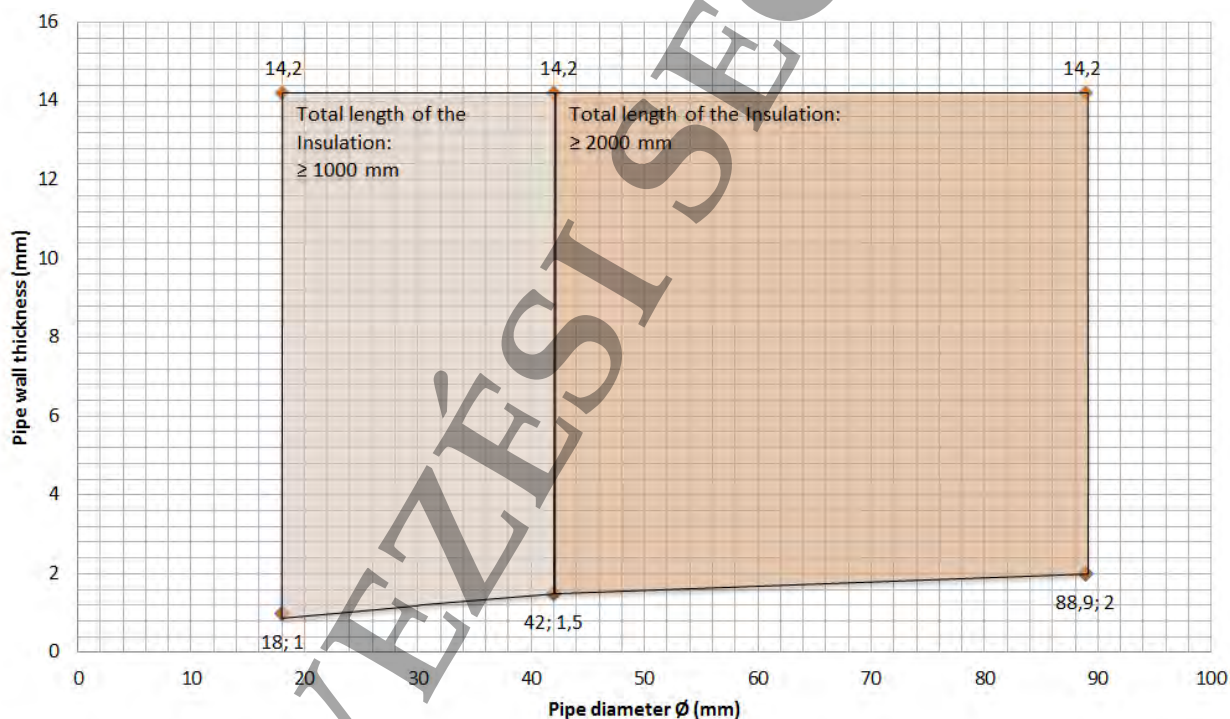 16
14,2
14,2
14,2
14
Total length of the
Insulation:
≥ 1000 mm
Total length of the Insulation:
≥ 2000 mm
12
10
8
6
4
2
0
Pipe wall thickness (mm)
18; 1
42; 1,5
88,9; 2
0 10 20 30 40 50 60 70 80 90 100
Pipe diameter Ø (mm)
VEZÉSI SEG